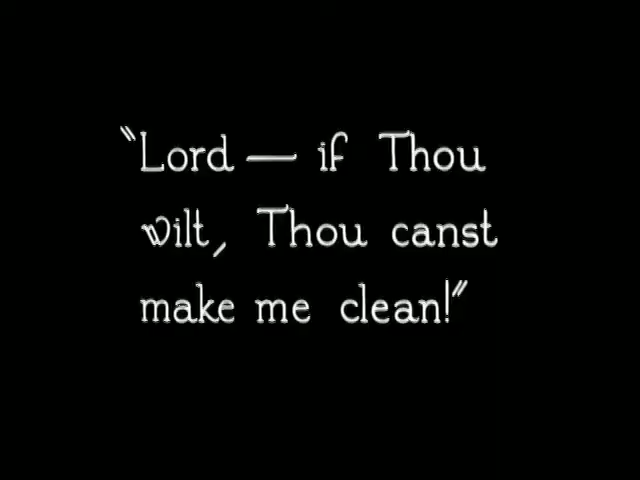 “Lord — if Thou
wilt, Thou canst
make me clean!”